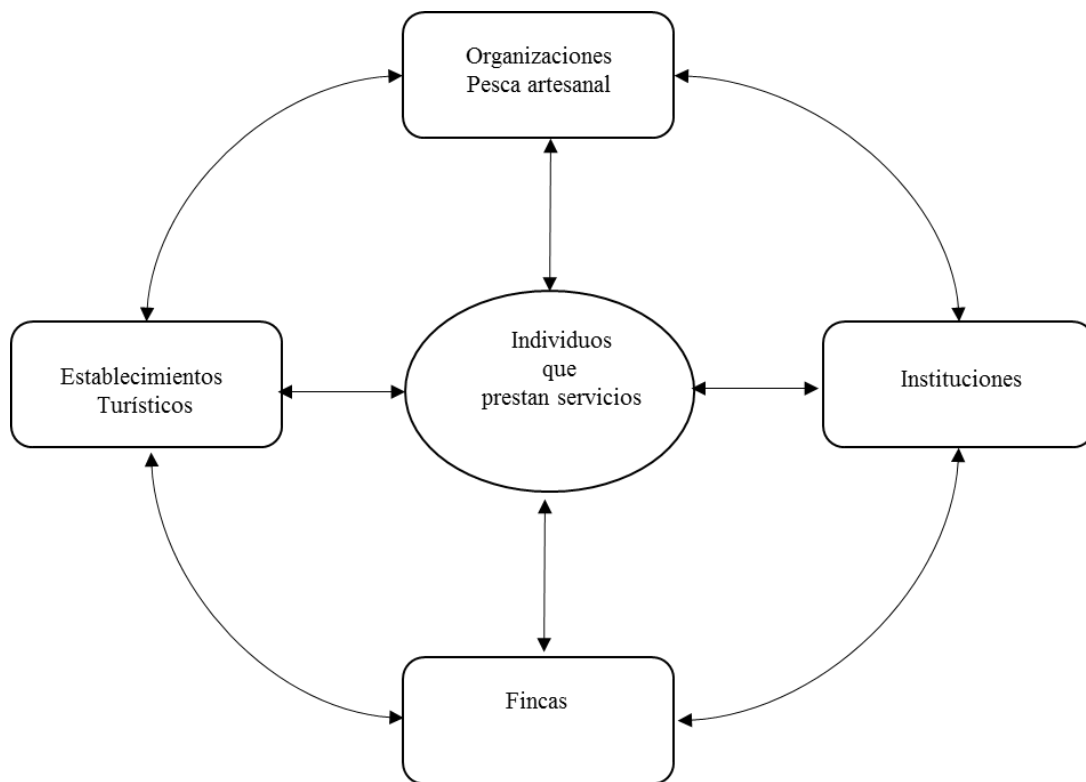 Organizaciones
Pesca artesanal
Individuos
que
prestan servicios
Establecimientos
Turísticos
Instituciones
Fincas